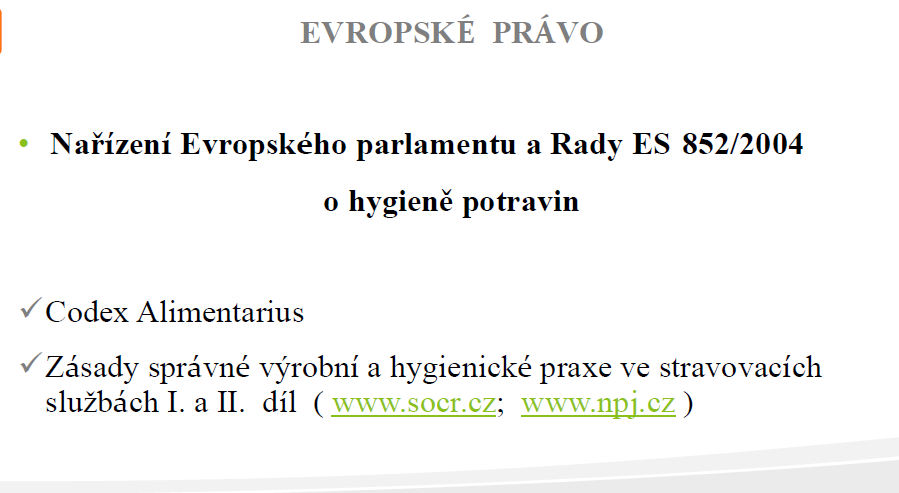 EVROPSKÉ PRÁVO
• Nařízení Evropského parlamentu a Rady ES 852/2004
o hygieně potravin
✓ Codex Alimentarius
✓ Zásady správné výrobní a hygienické praxe ve stravovacích
službách I. a II. díl ( www.socr.cz; www.npj.cz )